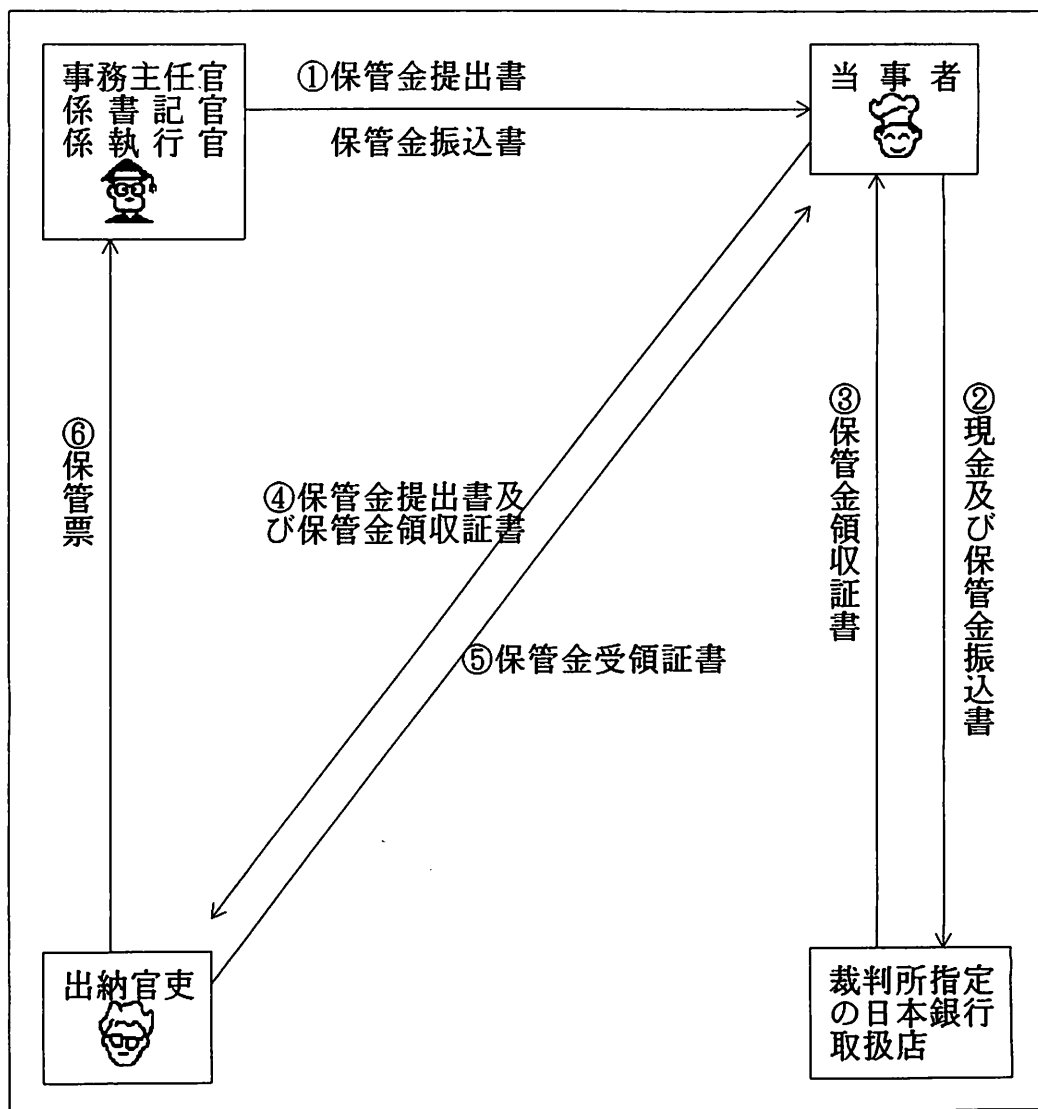 事務主任官
係書記官
係執行官
①保管金提出書
保管金振込書
当事者
②現金及び保管金振込書
③保管金領収証書
④保管金提出書及
び保管金領収証書
⑤保管金受領証書
⑥保管票
出納官吏
裁判所指定
の日本銀行
取扱店